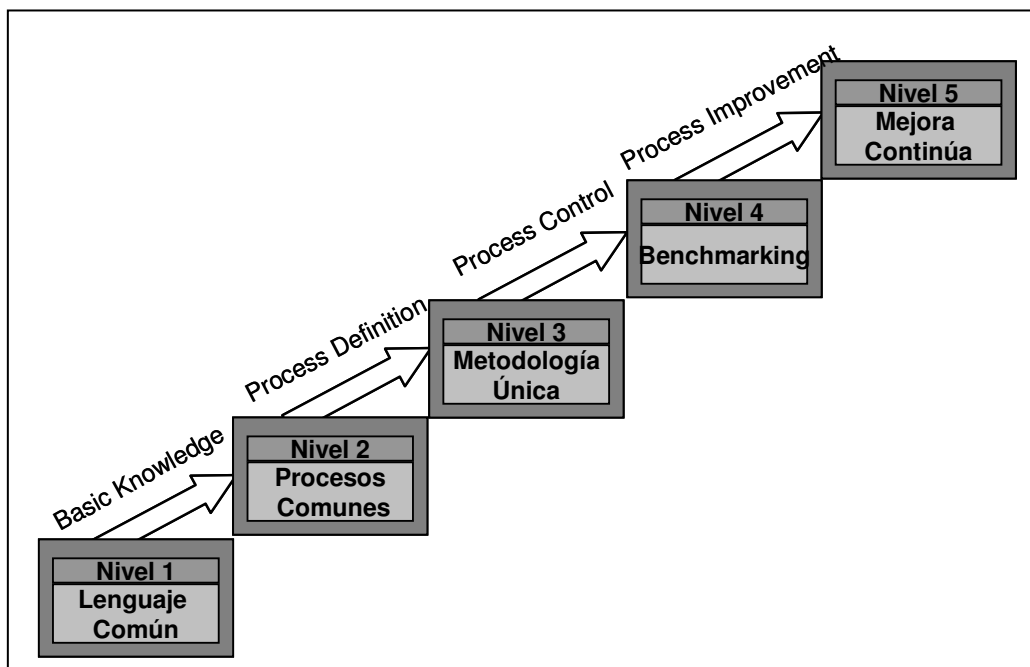 Process Improvement
Nivel 5
Mejora
Continúa
Process Control
Nivel 4
Benchmarking
Process Definition
Nivel 3
Metodología
Única
Basic Knowledge
Nivel 2
Procesos
Comunes
Nivel 1
Lenguaje
Común